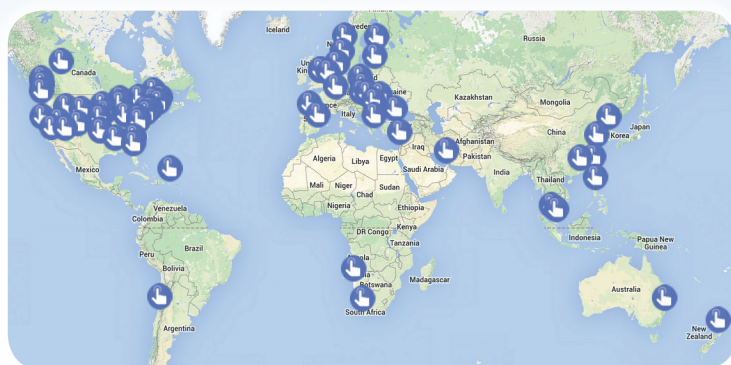 Iceland
Sweden
Russia
Canada
Kazakhstan
Mongolia
Italy
China
Korea
Japan
Iraq
Afghanistan
Pakistan
Algeria
Libya
Egypt
Saudi Arabia
India
Mexico
Mali
Niger
Chad
Sudan
Thailand
Nigeria
Ethiopia
Venezuela
Colombia
DR Congo
Kenya
Tanzania
Indonesia
Papua New
Guinea
Peru
Brazil
Bolivia
Botswana
Madagascar
Australia
South Africa
Argentina
New
Zealand